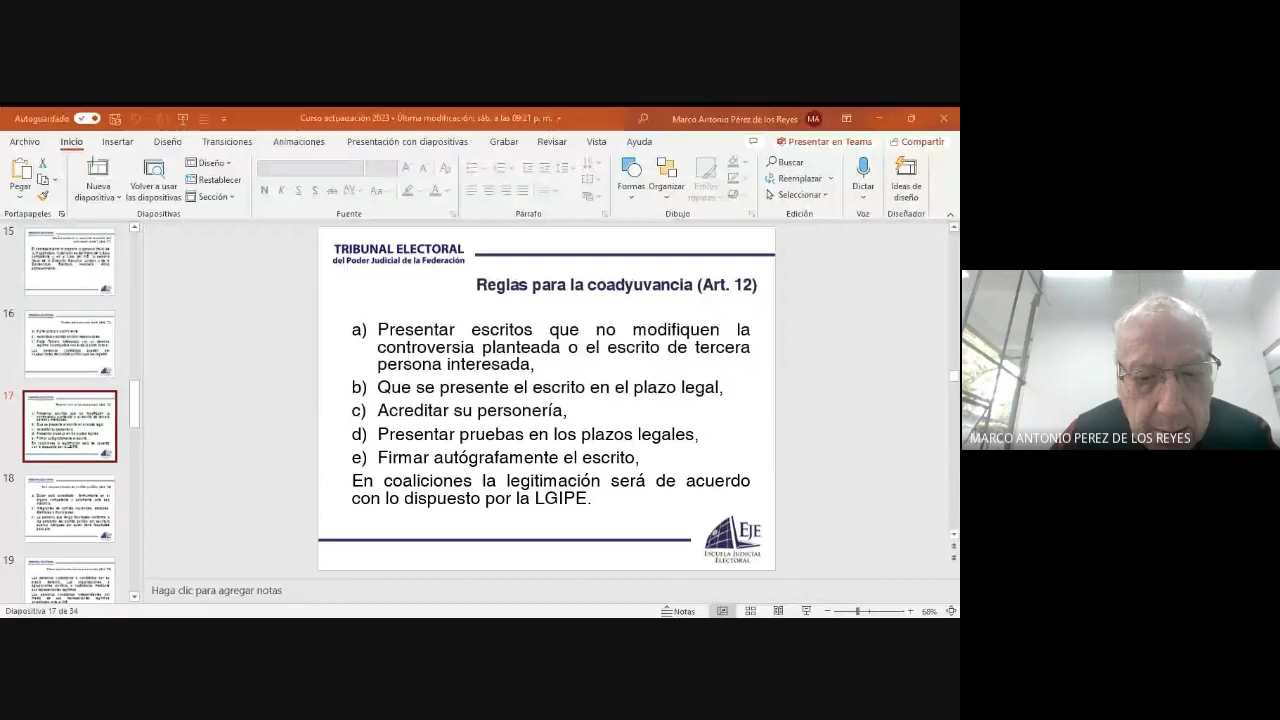 Autoguardado
Curso actualización 2023 • Última modificación: sáb. a las 09:21 p. m.
Marco Antonio Pérez de los Reyes
MA
Archivo
Inicio
Insertar
Diseño
Transiciones
Animaciones
Presentación con diapositivas
Grabar
Revisar
Vista
Ayuda
Presentar en Teams
Compartir
Pegar
Nueva
diapositiva
Volver a usar
las diapositivas
Diseño
Restablecer
Sección
N K S S ab AV Aa
Formas
Organizar
Estilos
rápidos
Buscar
Reemplazar
Seleccionar
Dictar
Ideas de
diseño
Portapapeles
Diapositivas
Fuente
Párrafo
Dibujo
Edición
Voz
Diseñador
15
16
17
18
19
TRIBUNAL ELECTORAL
del Poder Judicial de la Federación
Reglas para la coadyuvancia (Art. 12)
a) Presentar escritos que no modifiquen la
controversia planteada o el escrito de tercera
persona interesada,
b) Que se presente el escrito en el plazo legal,
c) Acreditar su personería,
d) Presentar pruebas en los plazos legales,
e) Firmar autógrafamente el escrito,
En coaliciones la legitimación será de acuerdo
con lo dispuesto por la LGIPE.
EJE
ESCUELA JUDICIAL
ELECTORAL
Haga clic para agregar notas
Diapositiva 17 de 34
Notas
68%
MARCO ANTONIO PEREZ DE LOS REYES